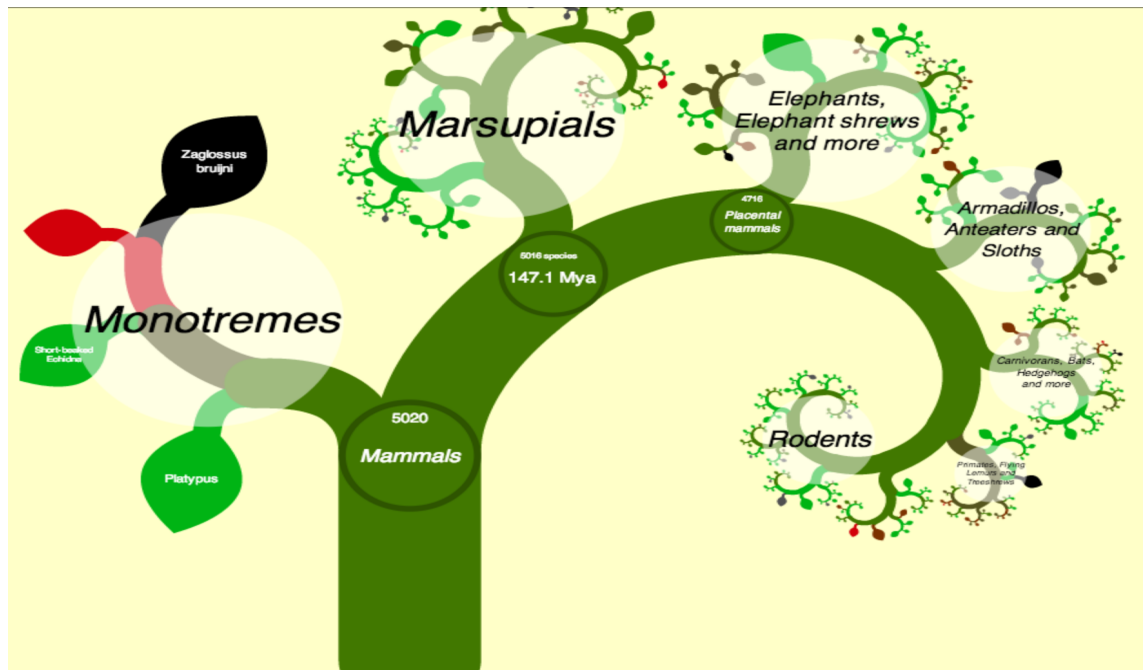 Marsupials
Elephants,
Elephant shrews
and more
Zaglossus
bruijni
4716
Placental
mammals
Armadillos,
Anteaters and
Sloths
5016 species
147.1 Mya
Monotremes
Short-beaked
Echidna
Carnivorans, Bats,
Hedgehogs
and more
5020
Mammals
Rodents
Platypus
Primates, Flying
Lemurs and
Treeshrews